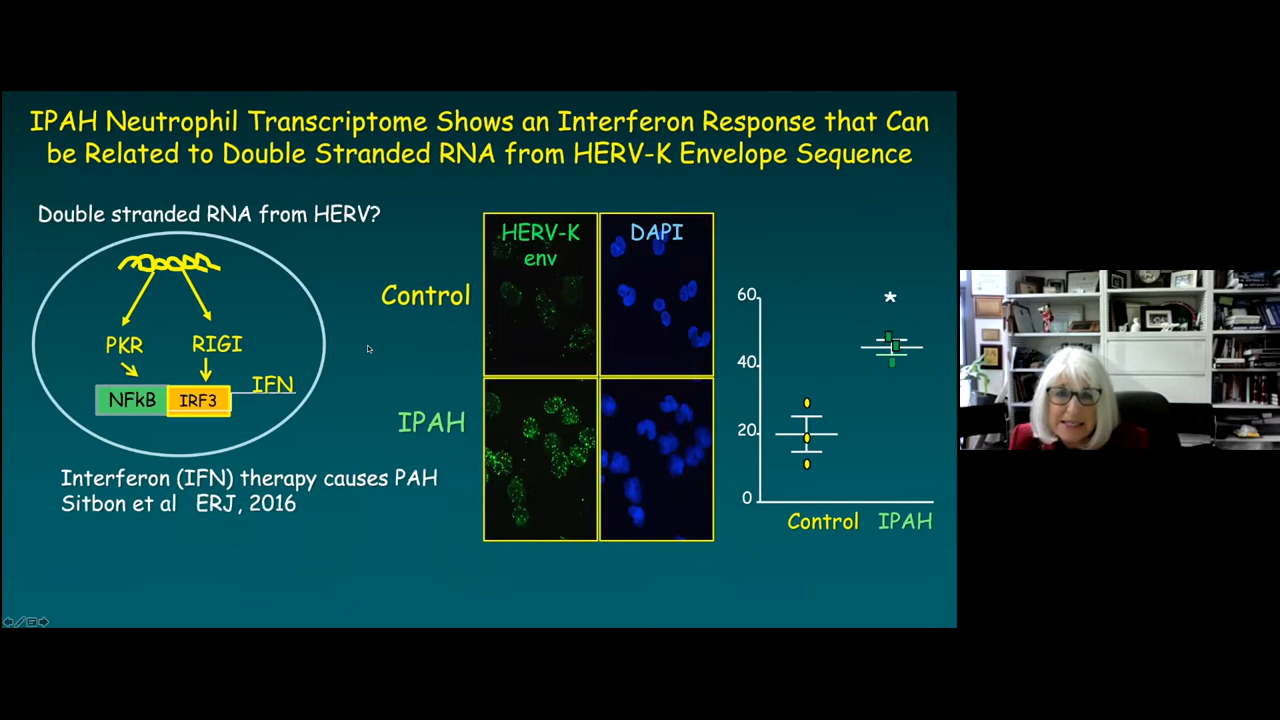 IPAH Neutrophil Transcriptome Shows an Interferon Response that Can
be Related to Double Stranded RNA from HERV-K Envelope Sequence
Double stranded RNA from HERV?
PKR
RIGI
NFkB
IRF3
IFN
Interferon (IFN) therapy causes PAH
Sitbon et al ERJ, 2016
HERV-K
env
DAPI
Control
IPAH
60
40
20
0
*
Control
IPAH